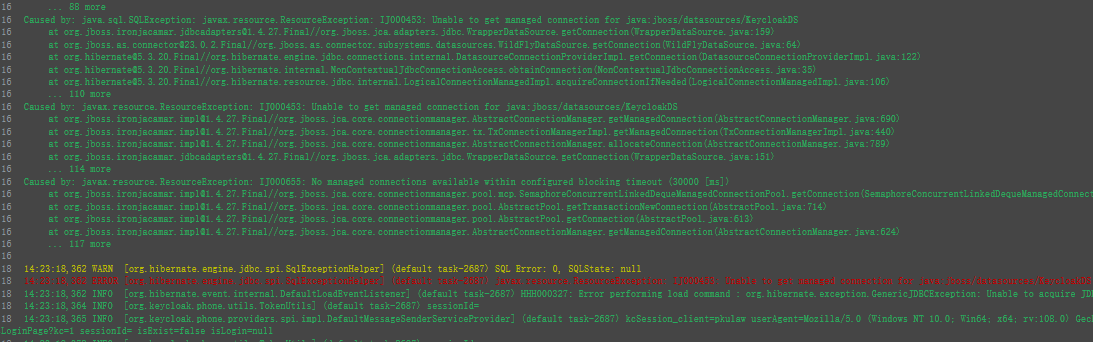 16 ... 88 more
16 Caused by: java.sql.SQLException: javax.resource.ResourceException: IJ000453: Unable to get managed connection for java:jboss/datasources/KeycloakDS
16 at org.jboss.ironjacamar.jdbcadapters@1.4.27.Final//org.jboss.jca.adapters.jdbc.WrapperDataSource.getConnection(WrapperDataSource.java:159)
16 at org.jboss.as.connector@23.0.2.Final//org.jboss.as.connector.subsystems.datasources.WildFlyDataSource.getConnection(WildFlyDataSource.java:64)
16 at org.hibernate@5.3.20.Final//org.hibernate.engine.jdbc.connections.internal.DatasourceConnectionProviderImpl.getConnection(DatasourceConnectionProviderImpl.java:122)
16 at org.hibernate@5.3.20.Final//org.hibernate.internal.NonContextualJdbcConnectionAccess.obtainConnection(NonContextualJdbcConnectionAccess.java:35)
16 at org.hibernate@5.3.20.Final//org.hibernate.resource.jdbc.internal.LogicalConnectionManagedImpl.acquireConnectionIfNeeded(LogicalConnectionManagedImpl.java:106)
16 ... 110 more
16 Caused by: javax.resource.ResourceException: IJ000453: Unable to get managed connection for java:jboss/datasources/KeycloakDS
16 at org.jboss.ironjacamar.impl@1.4.27.Final//org.jboss.jca.core.connectionmanager.AbstractConnectionManager.getManagedConnection(AbstractConnectionManager.java:690)
16 at org.jboss.ironjacamar.impl@1.4.27.Final//org.jboss.jca.core.connectionmanager.tx.TxConnectionManagerImpl.getManagedConnection(TxConnectionManagerImpl.java:440)
16 at org.jboss.ironjacamar.impl@1.4.27.Final//org.jboss.jca.core.connectionmanager.AbstractConnectionManager.allocateConnection(AbstractConnectionManager.java:789)
16 at org.jboss.ironjacamar.jdbcadapters@1.4.27.Final//org.jboss.jca.adapters.jdbc.WrapperDataSource.getConnection(WrapperDataSource.java:151)
16 ... 114 more
16 Caused by: javax.resource.ResourceException: IJ000655: No managed connections available within configured blocking timeout (30000 [ms])
16 at org.jboss.ironjacamar.impl@1.4.27.Final//org.jboss.jca.core.connectionmanager.pool.mcp.SemaphoreConcurrentLinkedDequeManagedConnectionPool.getConnection(SemaphoreConcurrentLinkedDequeManagedConnect
16 at org.jboss.ironjacamar.impl@1.4.27.Final//org.jboss.jca.core.connectionmanager.pool.AbstractPool.getTransactionNewConnection(AbstractPool.java:714)
16 at org.jboss.ironjacamar.impl@1.4.27.Final//org.jboss.jca.core.connectionmanager.pool.AbstractPool.getConnection(AbstractPool.java:613)
16 at org.jboss.ironjacamar.impl@1.4.27.Final//org.jboss.jca.core.connectionmanager.AbstractConnectionManager.getManagedConnection(AbstractConnectionManager.java:624)
16 ... 117 more
16
18 14:23:18,362 WARN [org.hibernate.engine.jdbc.spi.SqlExceptionHelper] (default task-2687) SQL Error: 0, SQLState: null
18 [org.hibernate.engine.jdbc.spi.SqlExceptionHelper] (default task-2687) javax.resource.ResourceException: IJ000453: Unable to get managed connection for java:jboss/datasources/KeycloakDS
18 14:23:18,362 INFO [org.hibernate.event.internal.DefaultLoadEventListener] (default task-2687) HHH000327: Error performing load command : org.hibernate.exception.GenericJDBCException: Unable to acquire JD
18 14:23:18,364 INFO [org.keycloak.phone.utils.TokenUtils] (default task-2687) sessionId=
18 14:23:18,365 INFO [org.keycloak.phone.providers.spi.impl.DefaultMessageSenderServiceProvider] (default task-2687) kcSession_client=pkulaw userAgent=Mozilla/5.0 (Windows NT 10.0; Win64; x64; rv:108.0) Gec
LoginPage?kc=1 sessionId= isExist=false isLogin=null